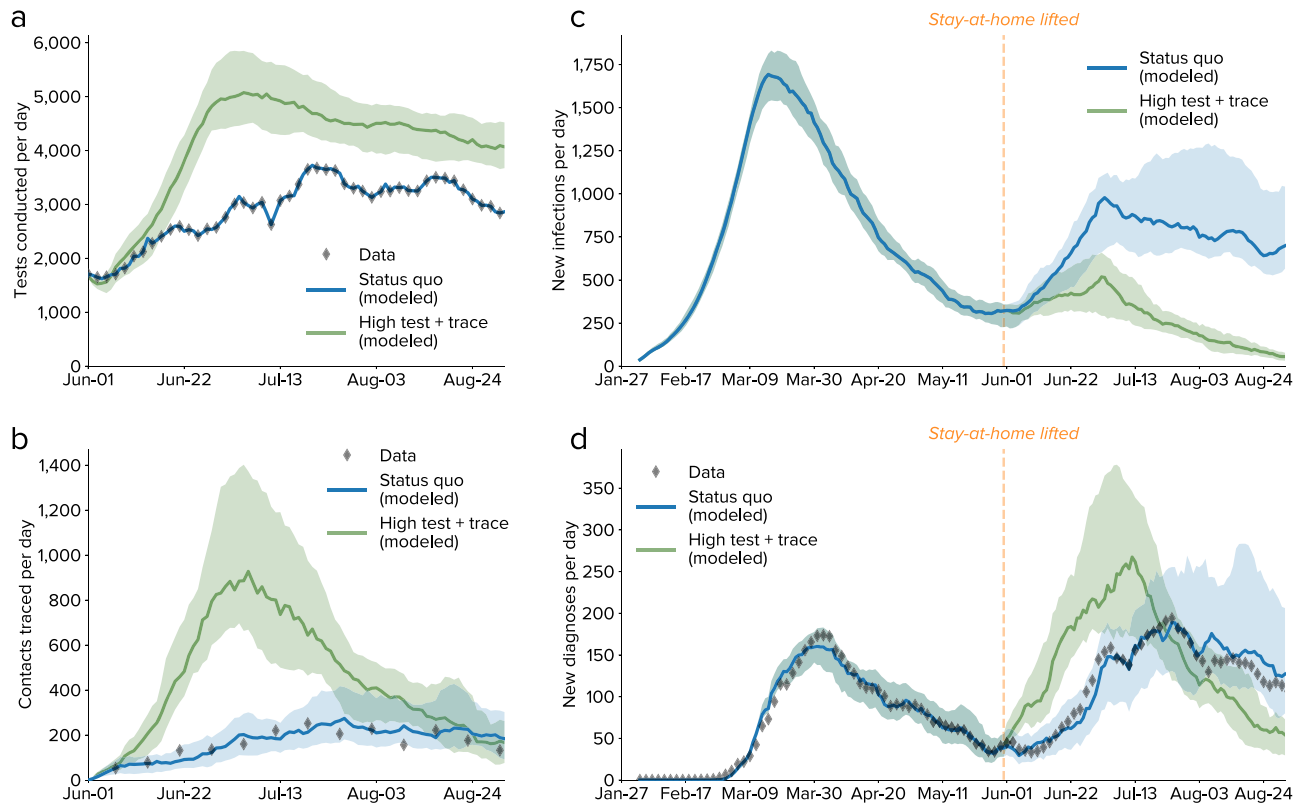 a
6,000
5,000
4,000
3,000
2,000
1,000
0
Tests conducted per day
Data
Status quo
(modeled)
High test + trace
(modeled)
Jun-01
Jun-22
Jul-13
Aug-03
Aug-24
b
1,400
1,200
1,000
800
600
400
200
0
Contacts traced per day
Data
Status quo
(modeled)
High test + trace
(modeled)
Jun-01
Jun-22
Jul-13
Aug-03
Aug-24
c
Stay-at-home lifted
1,750
1,500
1,250
1,000
750
500
250
0
New infections per day
Status quo
(modeled)
High test + trace
(modeled)
Jan-27
Feb-17
Mar-09
Mar-30
Apr-20
May-11
Jun-01
Jun-22
Jul-13
Aug-03
Aug-24
d
Stay-at-home lifted
350
300
250
200
150
100
50
0
New diagnoses per day
Data
Status quo
(modeled)
High test + trace
(modeled)
Jan-27
Feb-17
Mar-09
Mar-30
Apr-20
May-11
Jun-01
Jun-22
Jul-13
Aug-03
Aug-24